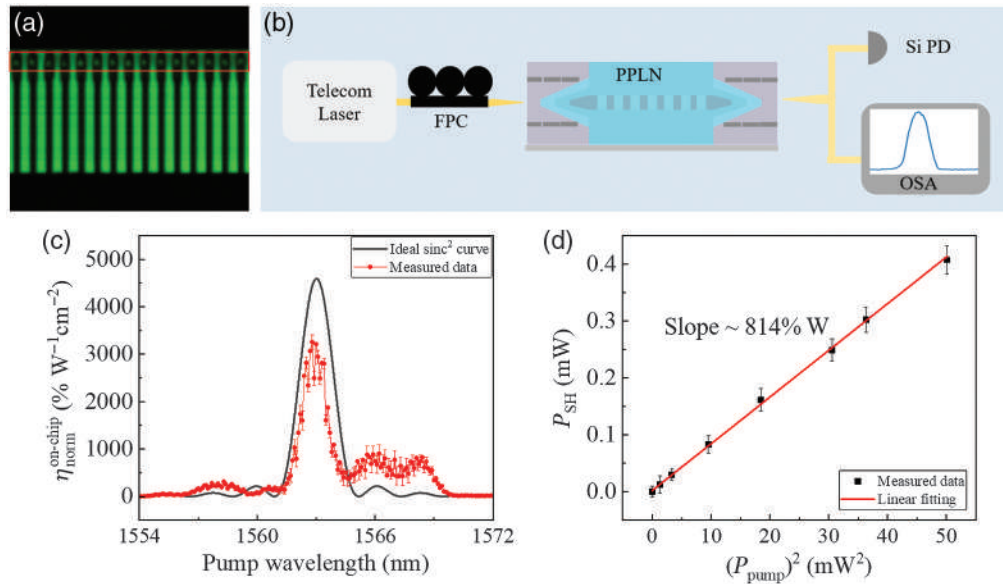 (a)
(b)
Telecom
Laser
FPC
PPLN
Si PD
OSA
(c)
Ideal sinc² curve
Measured data
η_norm^on-chip (% W⁻¹cm⁻²)
5000
4000
3000
2000
1000
0
1554
1560
1566
1572
Pump wavelength (nm)
(d)
Slope ~ 814% W
P_SH (mW)
0.4
0.3
0.2
0.1
0.0
Measured data
Linear fitting
0
10
20
30
40
50
(P_pump)² (mW²)